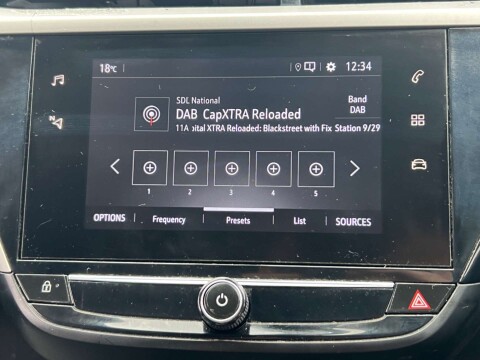 18°C 12:34
SDL National
DAB CapXTRA Reloaded
Band
DAB
11A ɔital XTRA Reloaded: Blackstreet with Fix Station 9/29
N
1 2 3 4 5
OPTIONS Frequency Presets List SOURCES